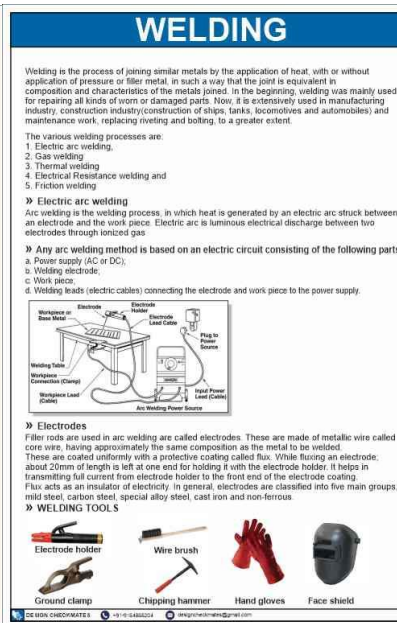 WELDING
Welding is the process of joining similar metals by the application of heat, with or without
application of pressure or filler metal, in such a way that the joint is equivalent in
composition and characteristics of the metals joined. In the beginning, welding was mainly used
for repairing all kinds of worn or damaged parts. Now, it is extensively used in manufacturing
industry, construction industry(construction of ships, tanks, locomotives and automobiles) and
maintenance work, replacing riveting and bolting, to a greater extent.
The various welding processes are:
1. Electric arc welding,
2. Gas welding
3. Thermal welding
4. Electrical Resistance welding and
5. Friction welding
» Electric arc welding
Arc welding is the welding process, in which heat is generated by an electric arc struck between
an electrode and the work piece. Electric arc is luminous electrical discharge between two
electrodes through ionized gas
» Any arc welding method is based on an electric circuit consisting of the following parts
a. Power supply (AC or DC);
b. Welding electrode;
c. Work piece;
d. Welding leads (electric cables) connecting the electrode and work piece to the power supply.
Workpiece or
Base Metal
Electrode
Electrode
Holder
Electrode
Lead Cable
Plug to
Power
Source
Welding Table
Workpiece
Connection (Clamp)
Workpiece Lead
(Cable)
Input Power
Lead (Cable)
Arc Welding Power Source
» Electrodes
Filler rods are used in arc welding are called electrodes. These are made of metallic wire called
core wire, having approximately the same composition as the metal to be welded.
These are coated uniformly with a protective coating called flux. While fluxing an electrode;
about 20mm of length is left at one end for holding it with the electrode holder. It helps in
transmitting full current from electrode holder to the front end of the electrode coating.
Flux acts as an insulator of electricity. In general, electrodes are classified into five main groups
mild steel, carbon steel, special alloy steel, cast iron and non-ferrous.
» WELDING TOOLS
Electrode holder
Wire brush
Ground clamp
Chipping hammer
Hand gloves
Face shield
DESIGN CHECKMATES
designcheckmates@gmail.com